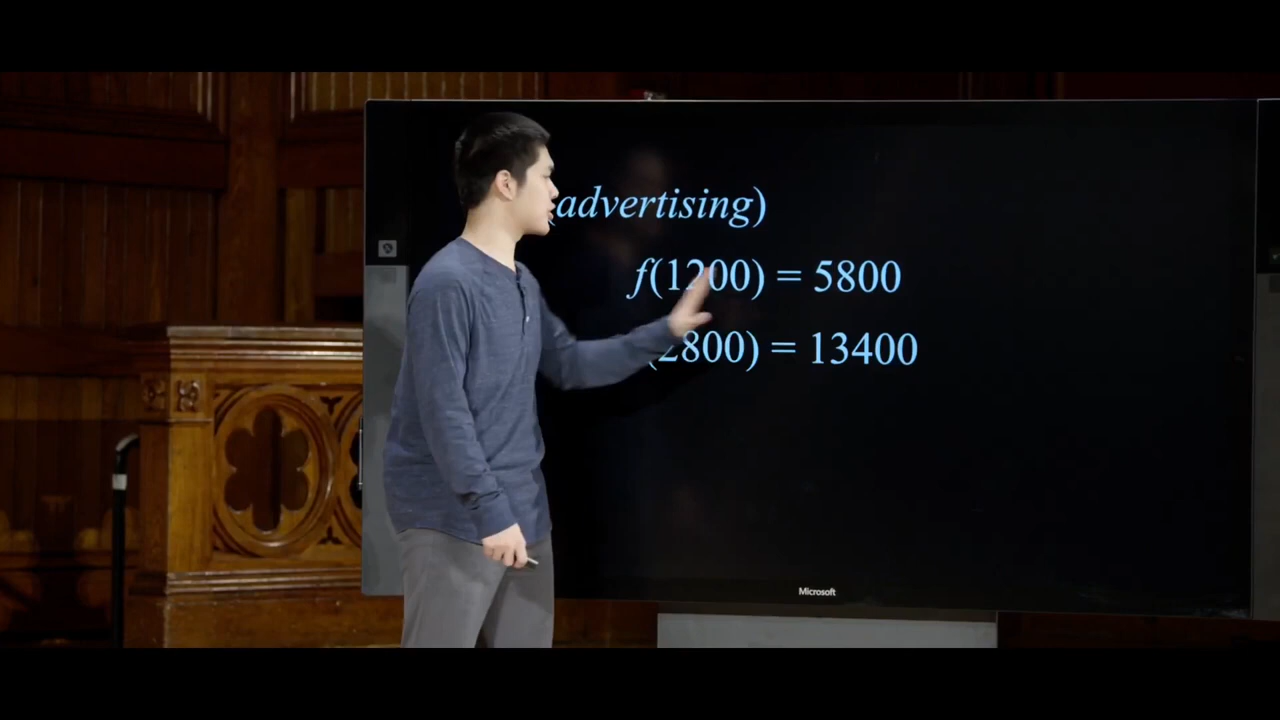 (advertising)
f(1200) = 5800
(2800) = 13400
Microsoft